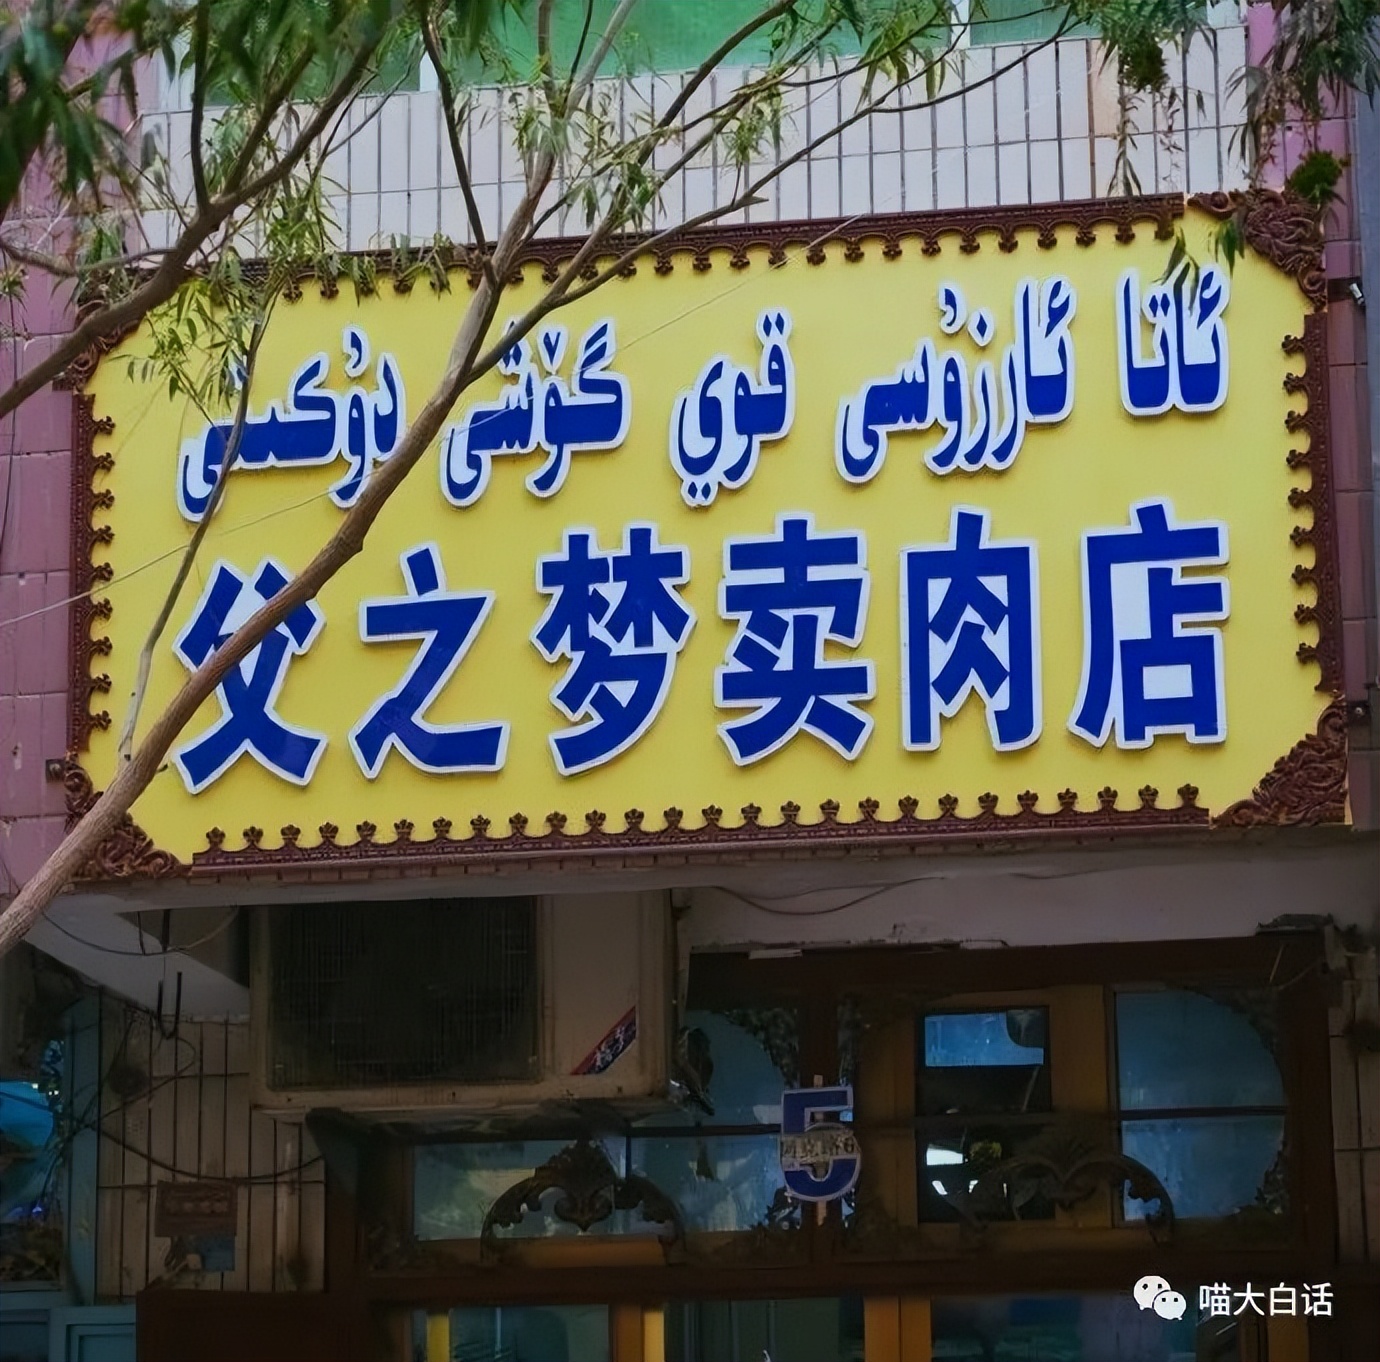 ئاتا ئارزۇسى قوي گۆشى دۇكىنى
父之梦卖肉店
5
喵大白话